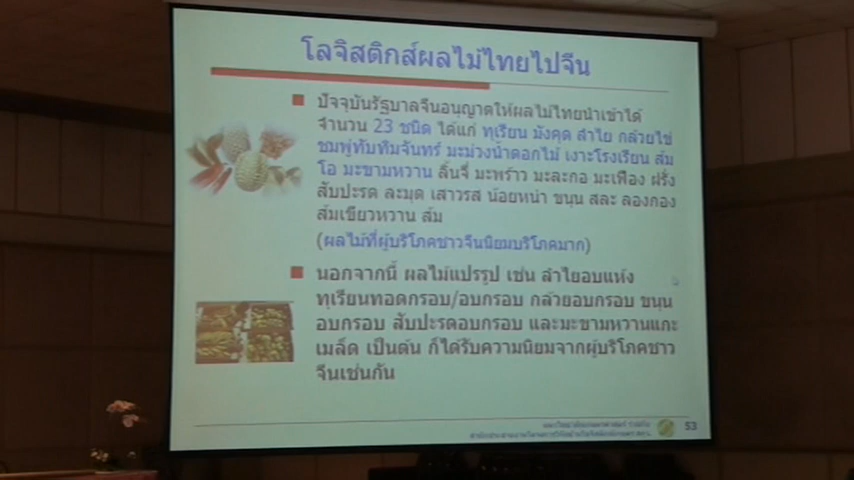 โลจิสติกส์ผลไม้ไทยไปจีน
ปัจจุบันรัฐบาลจีนอนุญาตให้ผลไม้ไทยนำเข้าได้
จำนวน 23 ชนิด ได้แก่ ทุเรียน มังคุด ลำไย กล้วยไข่
ชมพู่ทับทิมจันทร์ มะม่วงน้ำดอกไม้ เงาะโรงเรียน ส้ม
โอ มะขามหวาน ลิ้นจี่ มะพร้าว มะละกอ มะเฟือง ฝรั่ง
สับปะรด ละมุด เสาวรส น้อยหน่า ขนุน สละ ลองกอง
ส้มเขียวหวาน ส้ม
(ผลไม้ที่ผู้บริโภคชาวจีนนิยมบริโภคมาก)
นอกจากนี้ ผลไม้แปรรูป เช่น ลำไยอบแห้ง
ทุเรียนทอดกรอบ/อบกรอบ กล้วยอบกรอบ ขนุน
อบกรอบ สับปะรดอบกรอบ และมะขามหวานแกะ
เมล็ด เป็นต้น ก็ได้รับความนิยมจากผู้บริโภคชาว
จีนเช่นกัน
53